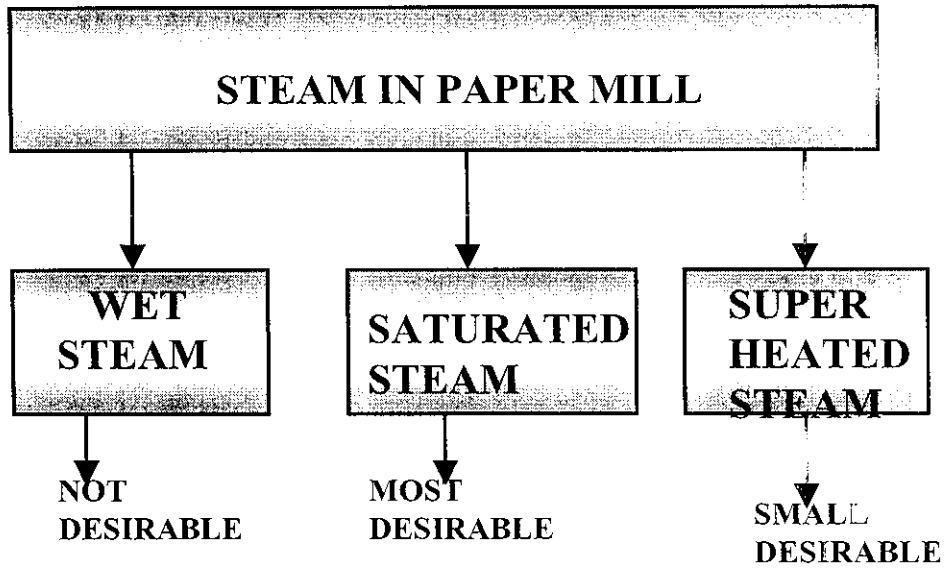 STEAM IN PAPER MILL
WET
STEAM
SATURATED
STEAM
SUPER
HEATED
STEAM
NOT
DESIRABLE
MOST
DESIRABLE
SMALL
DESIRABLE